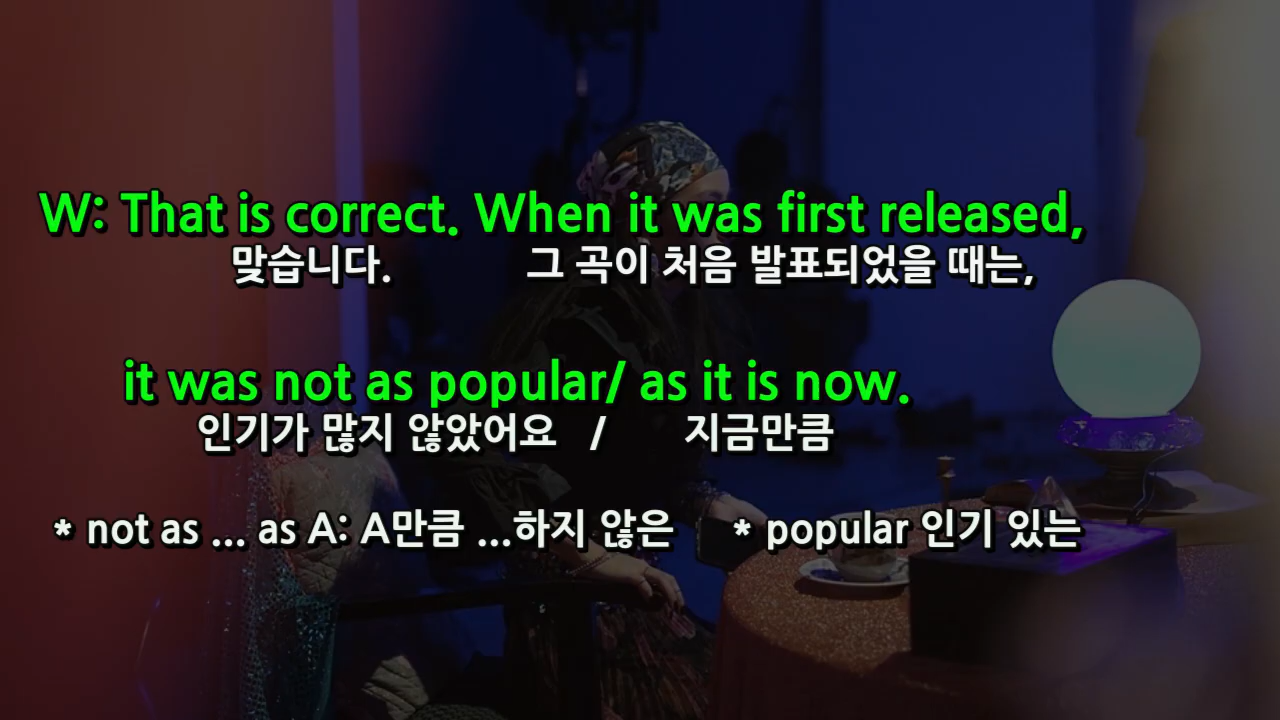 W: That is correct. When it was first released,
맞습니다. 그 곡이 처음 발표되었을 때는,
it was not as popular/ as it is now.
인기가 많지 않았어요 / 지금만큼
* not as ... as A: A만큼 ...하지 않은 * popular 인기 있는